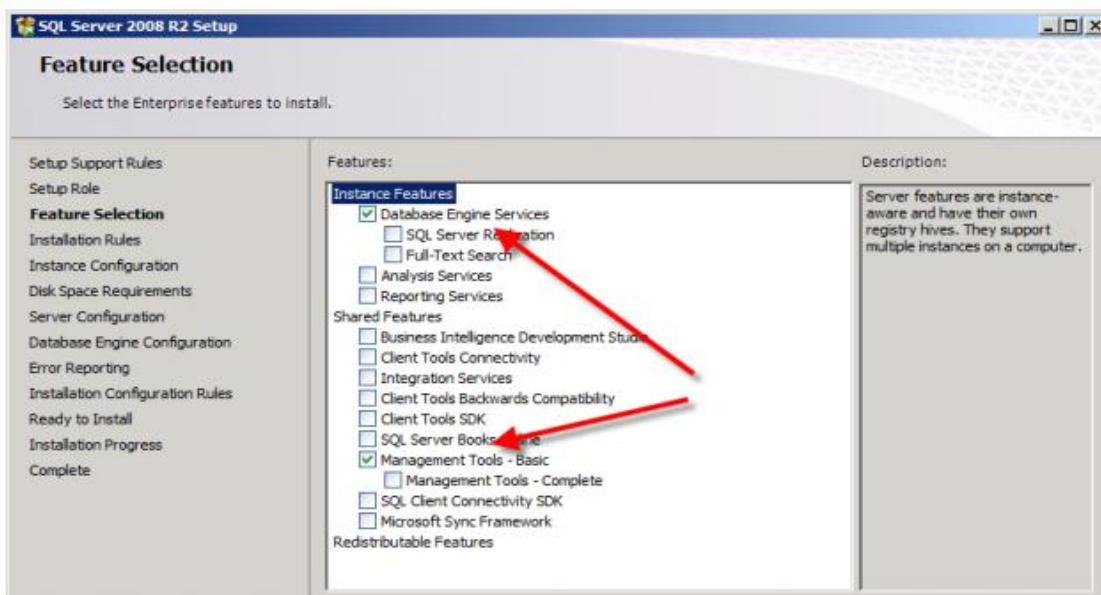 SQL Server 2008 R2 Setup
Feature Selection
Select the Enterprise features to install.
Setup Support Rules
Setup Role
Feature Selection
Installation Rules
Instance Configuration
Disk Space Requirements
Server Configuration
Database Engine Configuration
Error Reporting
Installation Configuration Rules
Ready to Install
Installation Progress
Complete
Features:
Instance Features
Database Engine Services
SQL Server Replication
Full-Text Search
Analysis Services
Reporting Services
Shared Features
Business Intelligence Development Studio
Client Tools Connectivity
Integration Services
Client Tools Backwards Compatibility
Client Tools SDK
SQL Server Books Online
Management Tools - Basic
Management Tools - Complete
SQL Client Connectivity SDK
Microsoft Sync Framework
Redistributable Features
Description:
Server features are instance-
aware and have their own
registry hives. They support
multiple instances on a computer.